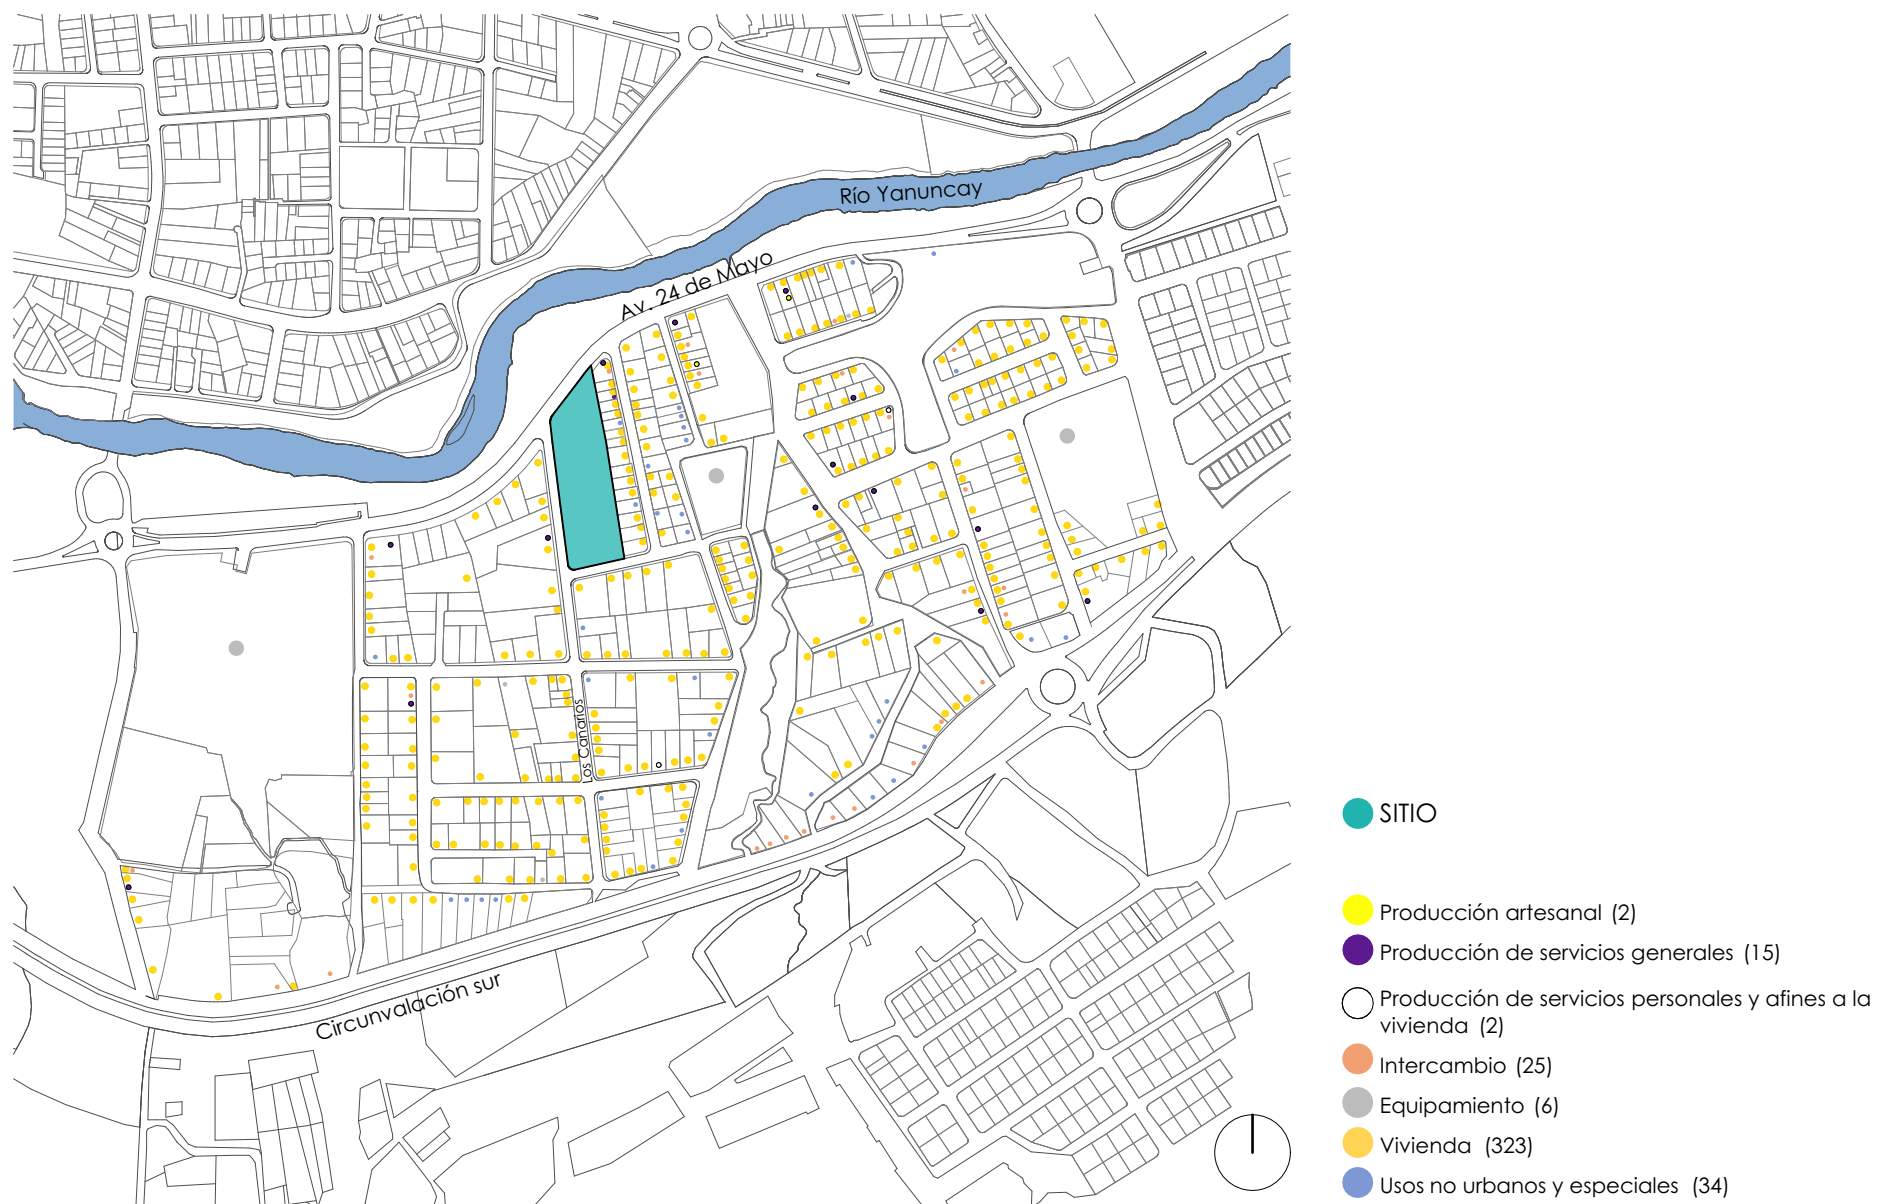 Río Yanuncay
Av. 24 de Mayo
Los Canarios
Circunvalación sur
SITIO
Producción artesanal (2)
Producción de servicios generales (15)
Producción de servicios personales y afines a la
vivienda (2)
Intercambio (25)
Equipamiento (6)
Vivienda (323)
Usos no urbanos y especiales (34)